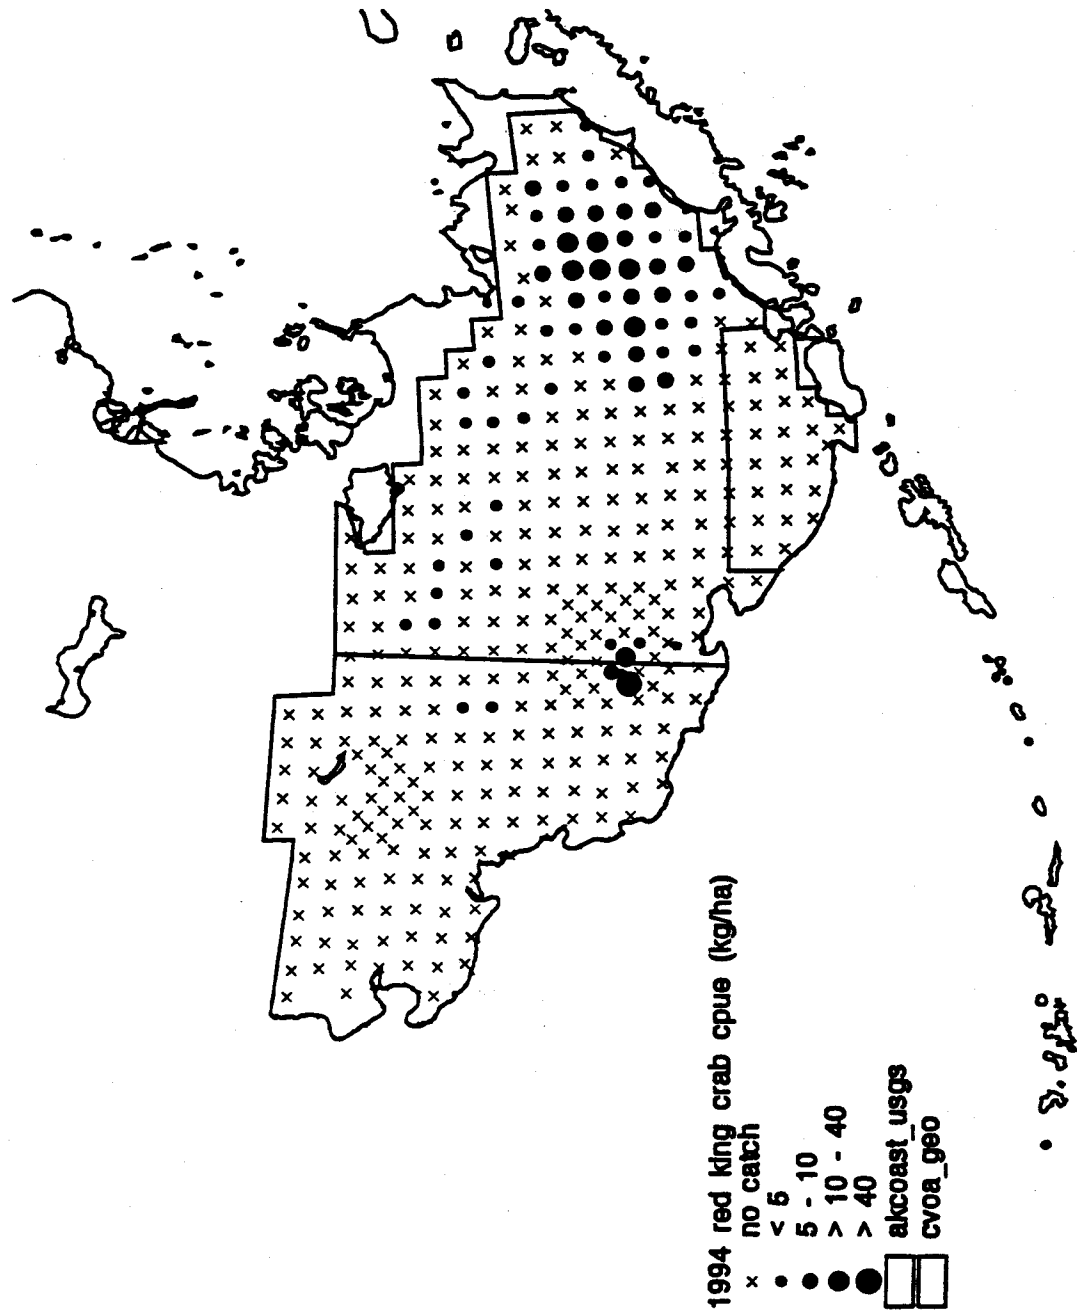 1994 red king crab cpue (kg/ha)
no catch
< 5
5 - 10
> 10 - 40
> 40
akcoast_usgs
cvoa_geo